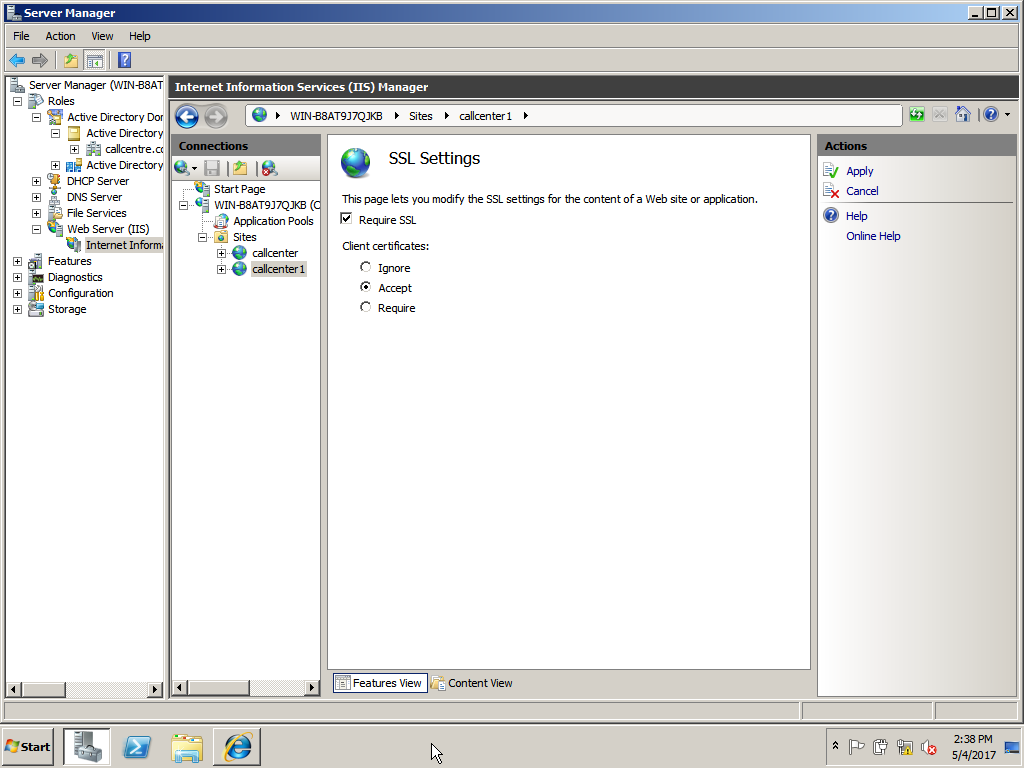 Server Manager
File Action View Help
Server Manager (WIN-B8AT
Roles
Active Directory Dor
Active Directory
callcentre.co
Active Directory
DHCP Server
DNS Server
File Services
Web Server (IIS)
Internet Informa
Features
Diagnostics
Configuration
Storage
Internet Information Services (IIS) Manager
WIN-B8AT9J7QJKB Sites callcenter1
Connections
Start Page
WIN-B8AT9J7QJKB (C
Application Pools
Sites
callcenter
callcenter1
SSL Settings
This page lets you modify the SSL settings for the content of a Web site or application.
Require SSL
Client certificates:
Ignore
Accept
Require
Features View Content View
Actions
Apply
Cancel
Help
Online Help
Start
2:38 PM
5/4/2017